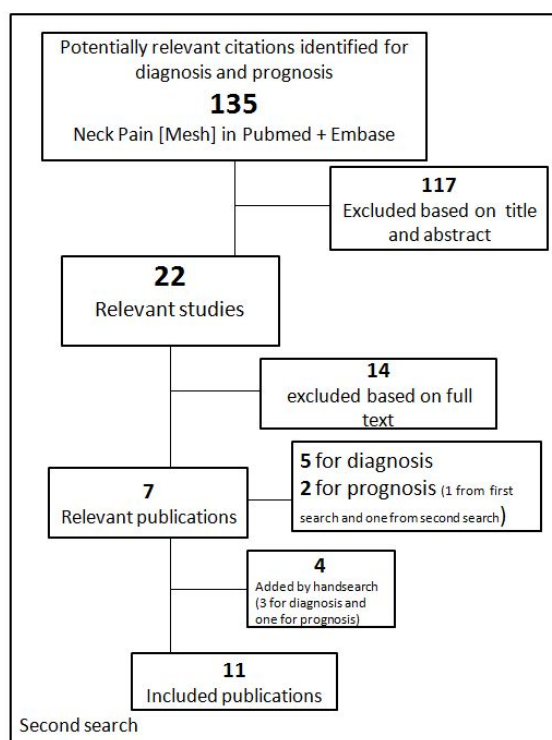 Potentially relevant citations identified for
diagnosis and prognosis
135
Neck Pain [Mesh] in Pubmed + Embase
117
Excluded based on title
and abstract
22
Relevant studies
14
excluded based on full
text
5 for diagnosis
2 for prognosis (1 from first
search and one from second search)
7
Relevant publications
4
Added by handsearch
(3 for diagnosis and
one for prognosis)
11
Included publications
Second search